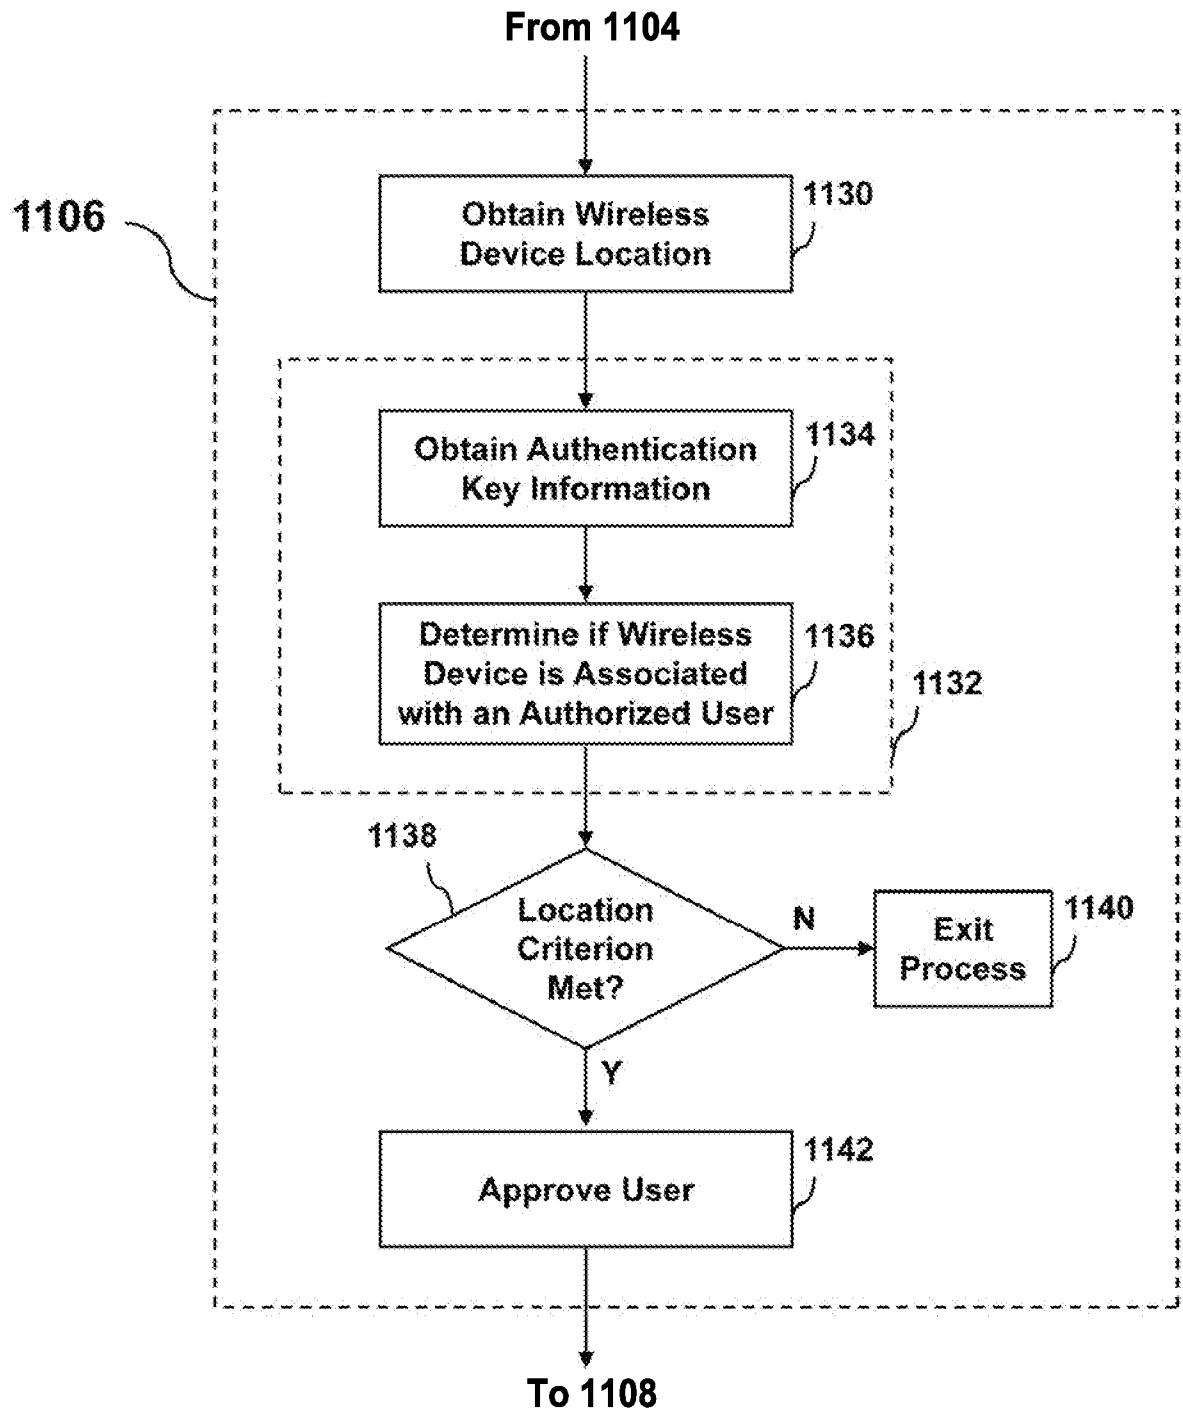 From 1104
1106
1130
Obtain Wireless
Device Location
1134
Obtain Authentication
Key Information
1136
Determine if Wireless
Device is Associated
with an Authorized User
1132
1138
Location
Criterion
Met?
N
Exit
Process
1140
Y
1142
Approve User
To 1108